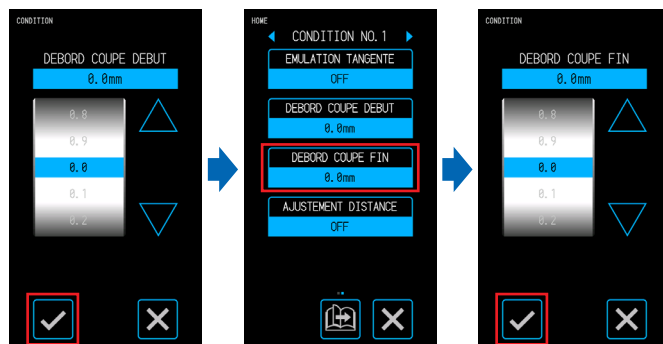 CONDITION
DEBORD COUPE DEBUT
0.0mm
0.8
0.9
0.0
0.1
0.2
HOME
CONDITION NO.1
EMULATION TANGENTE
OFF
DEBORD COUPE DEBUT
0.0mm
DEBORD COUPE FIN
0.0mm
AJUSTEMENT DISTANCE
OFF
CONDITION
DEBORD COUPE FIN
0.0mm
0.8
0.9
0.0
0.1
0.2